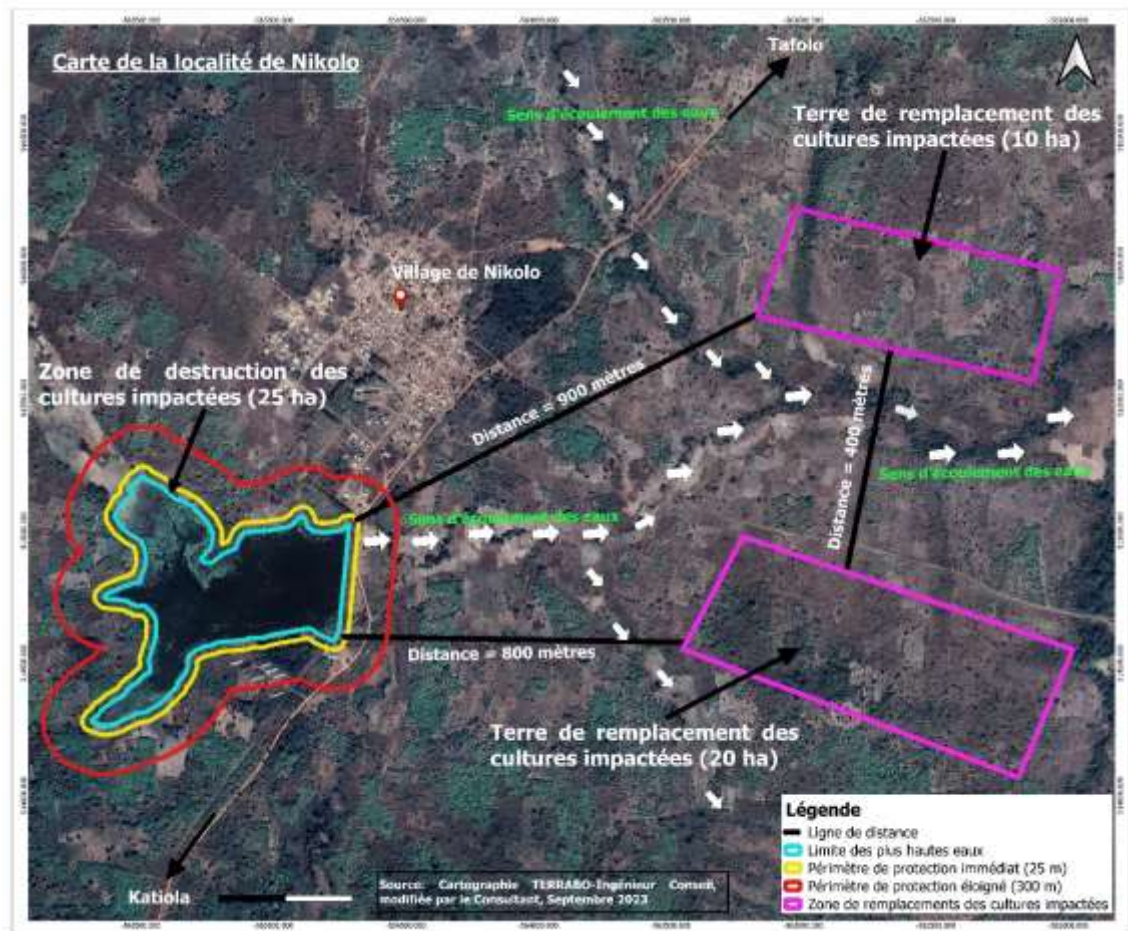 Carte de la localité de Nikolo
Tafolo
Sens d'écoulement des eaux
Terre de remplacement des
cultures impactées (10 ha)
Village de Nikolo
Zone de destruction des
cultures impactées (25 ha)
Distance = 900 mètres
Distance = 400 mètres
Sens d'écoulement des eaux
Sens d'écoulement des eaux
Distance = 800 mètres
Terre de remplacement des
cultures impactées (20 ha)
Katiola
Source: Cartographie TERRABO-Ingénieur Conseil,
modifiée par le Consultant, Septembre 2023
Légende
Ligne de distance
Limite des plus hautes eaux
Périmètre de protection immédiat (25 m)
Périmètre de protection éloigné (300 m)
Zone de remplacements des cultures impactées